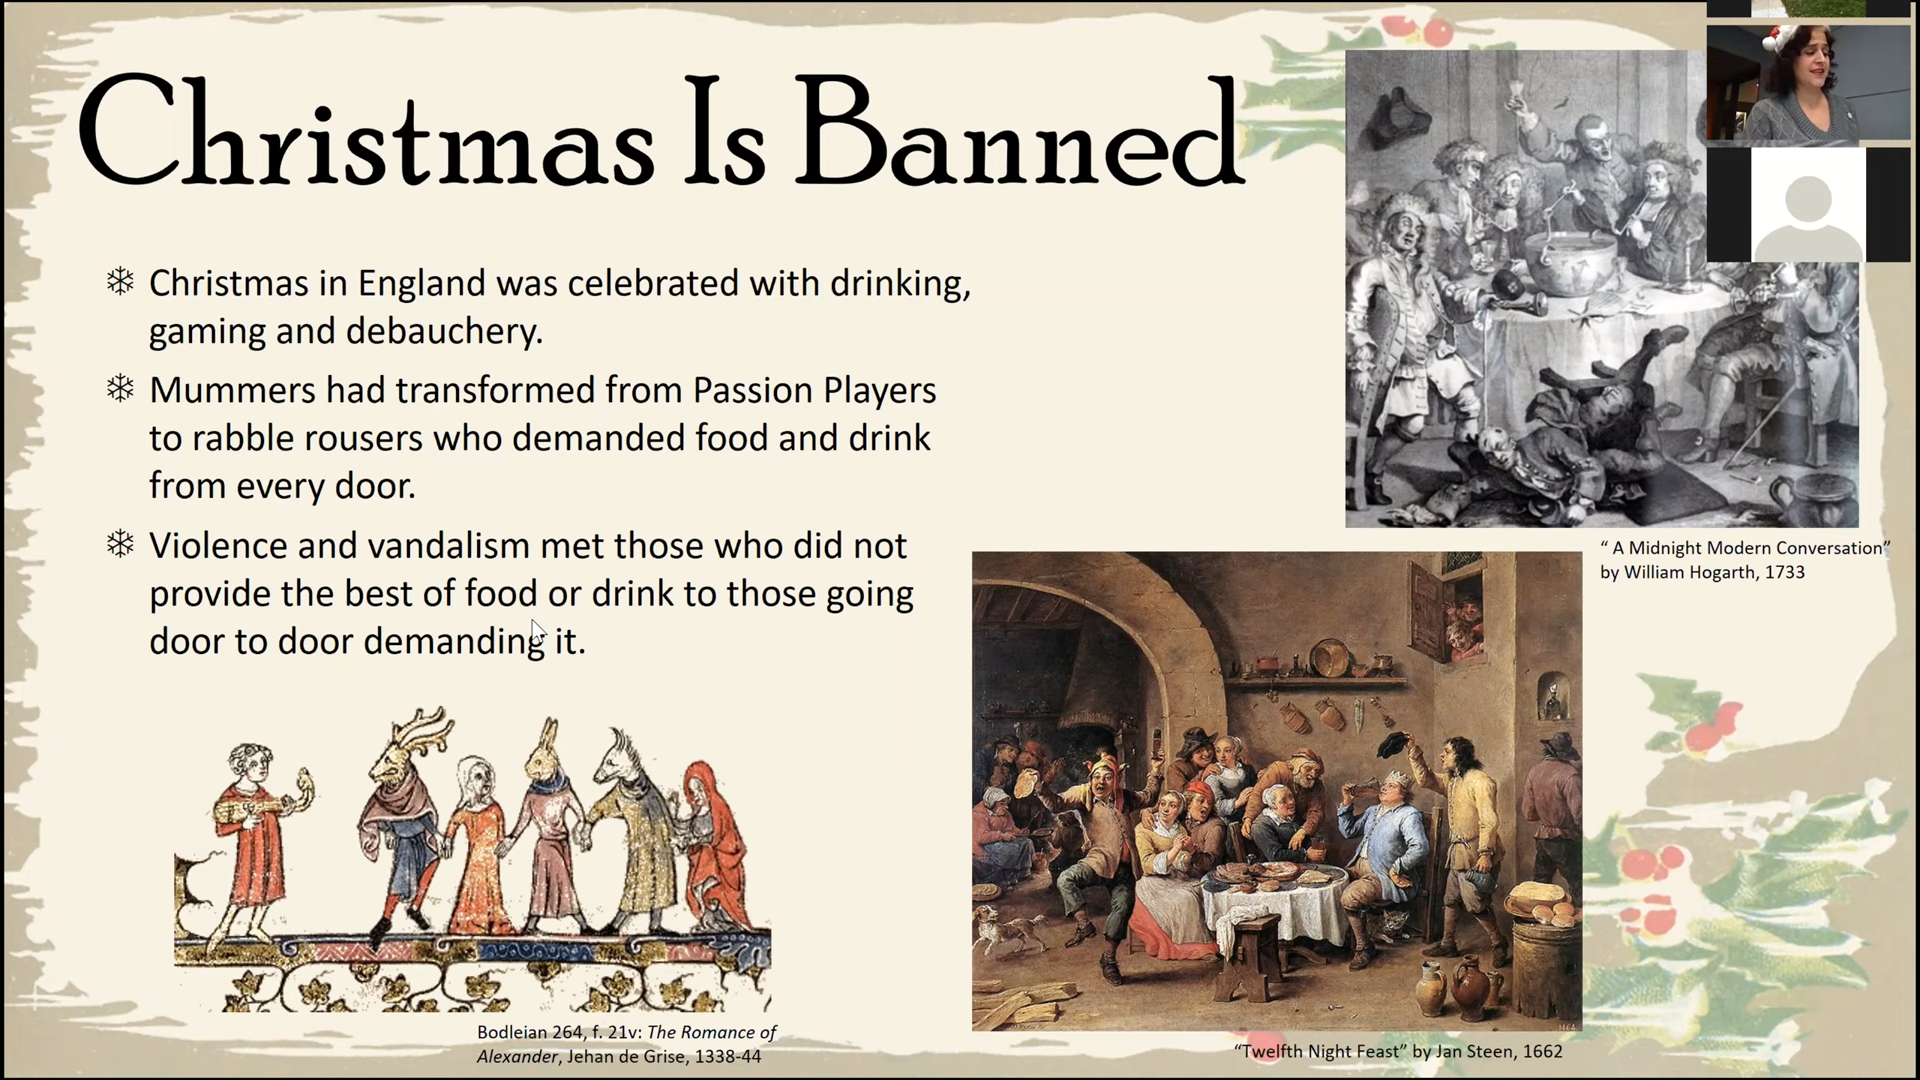 Christmas Is Banned
Christmas in England was celebrated with drinking,
gaming and debauchery.
Mummers had transformed from Passion Players
to rabble rousers who demanded food and drink
from every door.
Violence and vandalism met those who did not
provide the best of food or drink to those going
door to door demanding it.
“ A Midnight Modern Conversation”
by William Hogarth, 1733
Bodleian 264, f. 21v: The Romance of
Alexander, Jehan de Grise, 1338-44
“Twelfth Night Feast” by Jan Steen, 1662